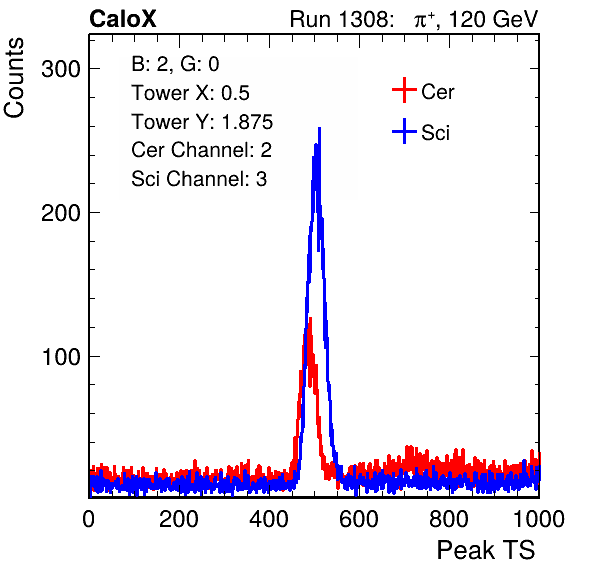 CaloX Run 1308: π⁺, 120 GeV
Counts
B: 2, G: 0
Tower X: 0.5
Tower Y: 1.875
Cer Channel: 2
Sci Channel: 3
Cer
Sci
300
200
100
0 200 400 600 800 1000
Peak TS